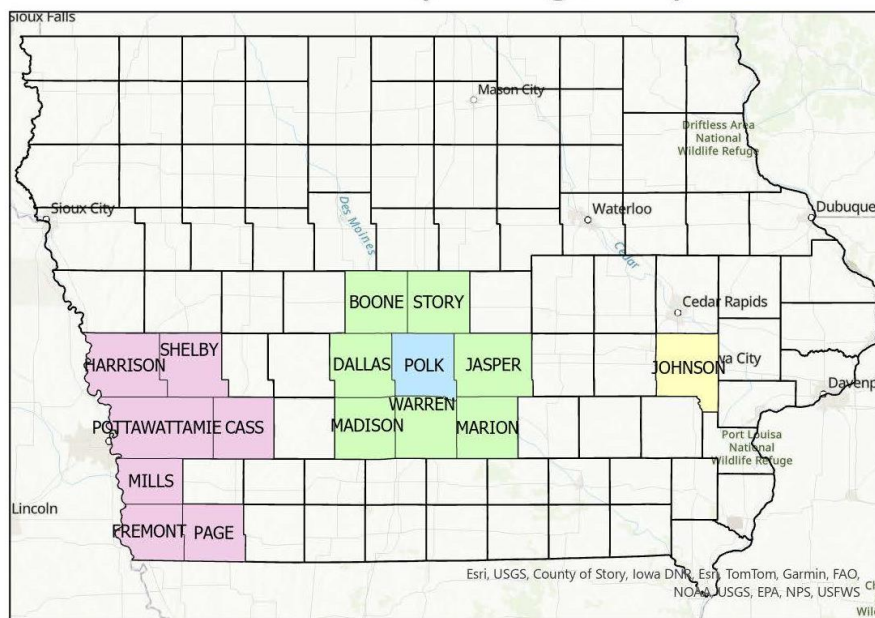 Sioux Falls
Mason City
Driftless Area
National
Wildlife Refuge
Sioux City
Des Moines
Waterloo
Dubuque
Cedar
BOONE
STORY
Cedar Rapids
HARRISON
SHELBY
DALLAS
POLK
JASPER
JOHNSON
wa City
Davenp
POTTAWATTAMIE
CASS
MADISON
WARREN
MARION
Port Louisa
National
Wildlife Refuge
MILLS
Lincoln
FREMONT
PAGE
Esri, USGS, County of Story, Iowa DNR, Esri, TomTom, Garmin, FAO,
NOAA, USGS, EPA, NPS, USFWS